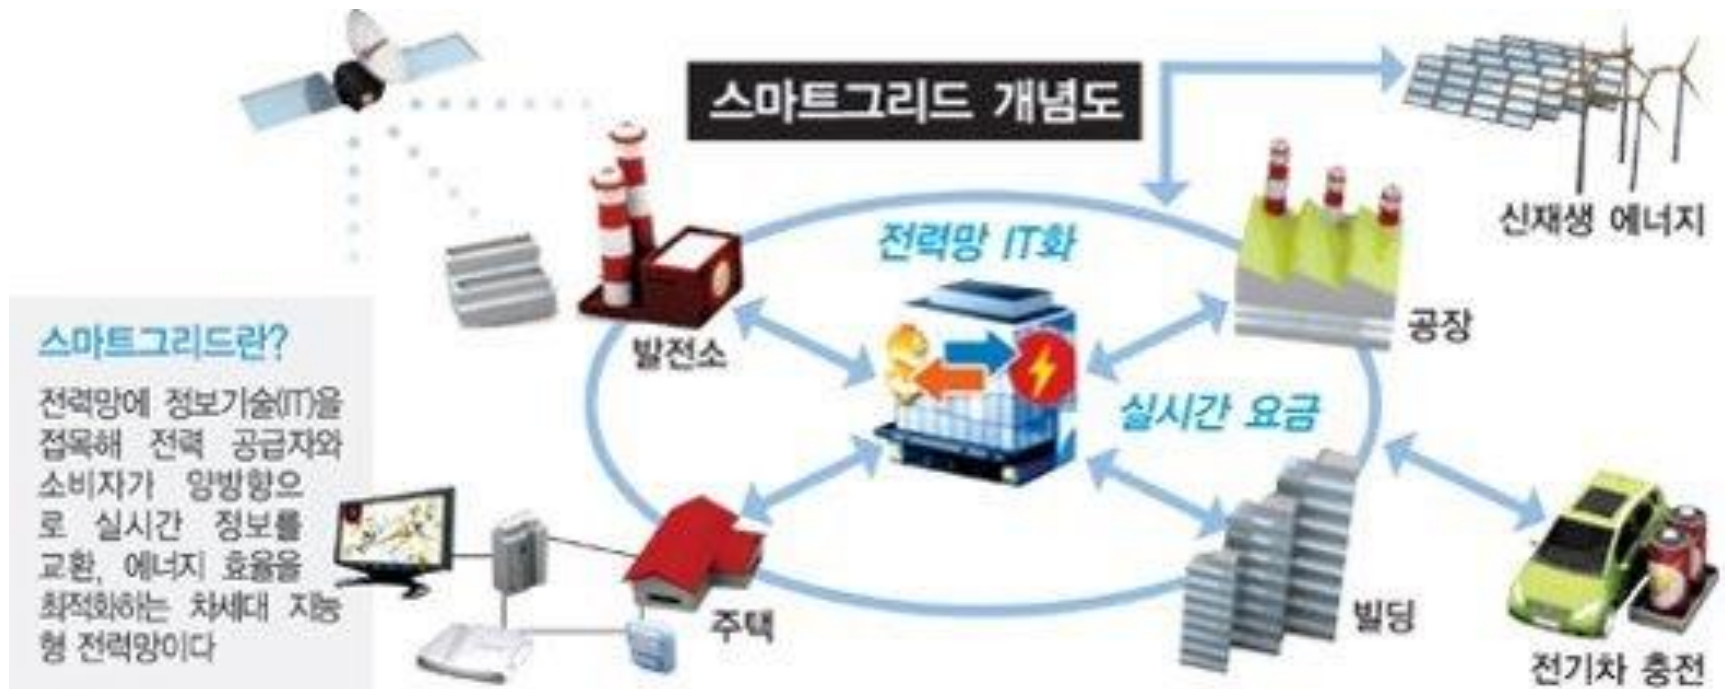 스마트그리드 개념도
신재생 에너지
전력망 IT화
발전소
공장
실시간 요금
스마트그리드란?
전력망에 정보기술(IT)을
접목해 전력 공급자와
소비자가 양방향으
로 실시간 정보를
교환, 에너지 효율을
최적화하는 차세대 지능
형 전력망이다
주택
빌딩
전기차 충전